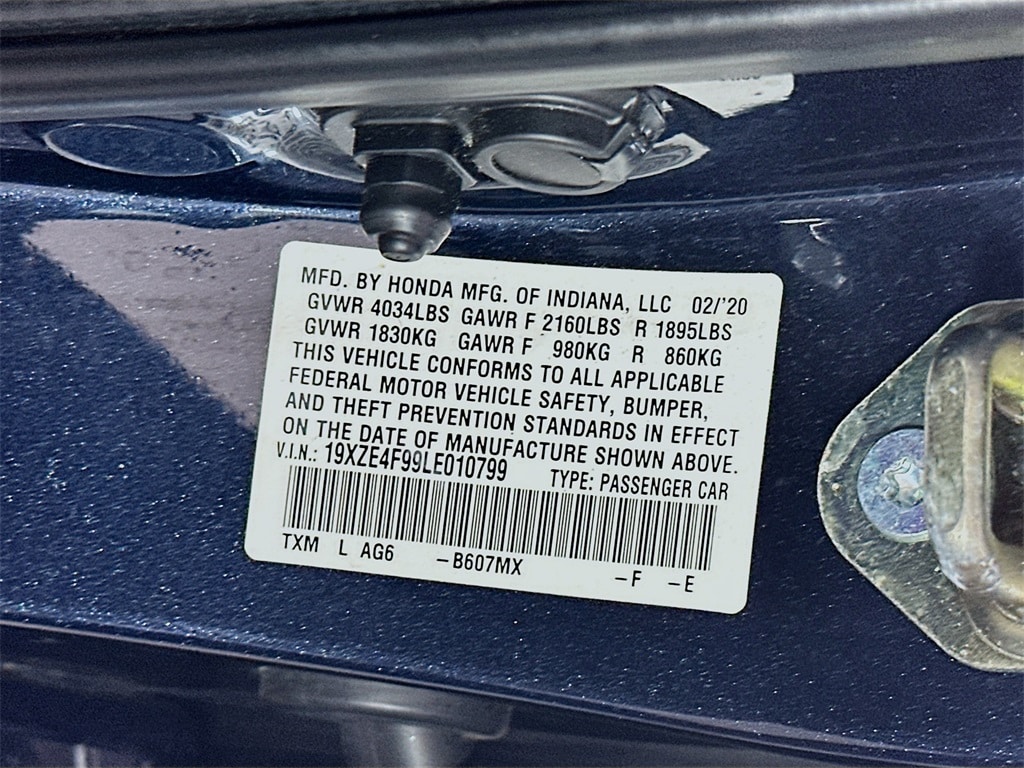 MFD. BY HONDA MFG. OF INDIANA, LLC 02/'20
GVWR 4034LBS GAWR F 2160LBS R 1895LBS
GVWR 1830KG GAWR F 980KG R 860KG
THIS VEHICLE CONFORMS TO ALL APPLICABLE
FEDERAL MOTOR VEHICLE SAFETY, BUMPER,
AND THEFT PREVENTION STANDARDS IN EFFECT
ON THE DATE OF MANUFACTURE SHOWN ABOVE.
V.I.N.: 19XZE4F99LE010799 TYPE: PASSENGER CAR
TXM L AG6 -B607MX -F -E